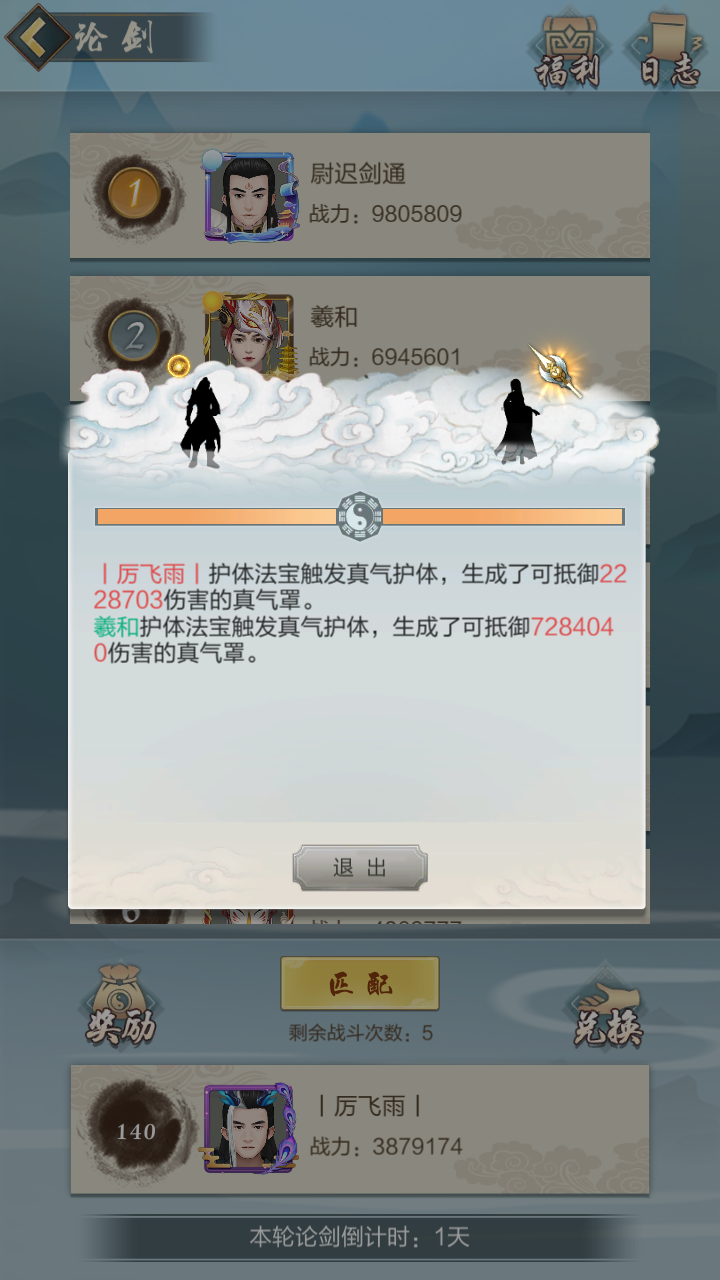 论剑
福利
日志
1
尉迟剑通
战力：9805809
2
羲和
战力：6945601
丨厉飞雨丨护体法宝触发真气护体，生成了可抵御22
28703伤害的真气罩。
羲和护体法宝触发真气护体，生成了可抵御728404
0伤害的真气罩。
退出
6
匹配
奖励
剩余战斗次数：5
兑换
140
丨厉飞雨丨
战力：3879174
本轮论剑倒计时：1天